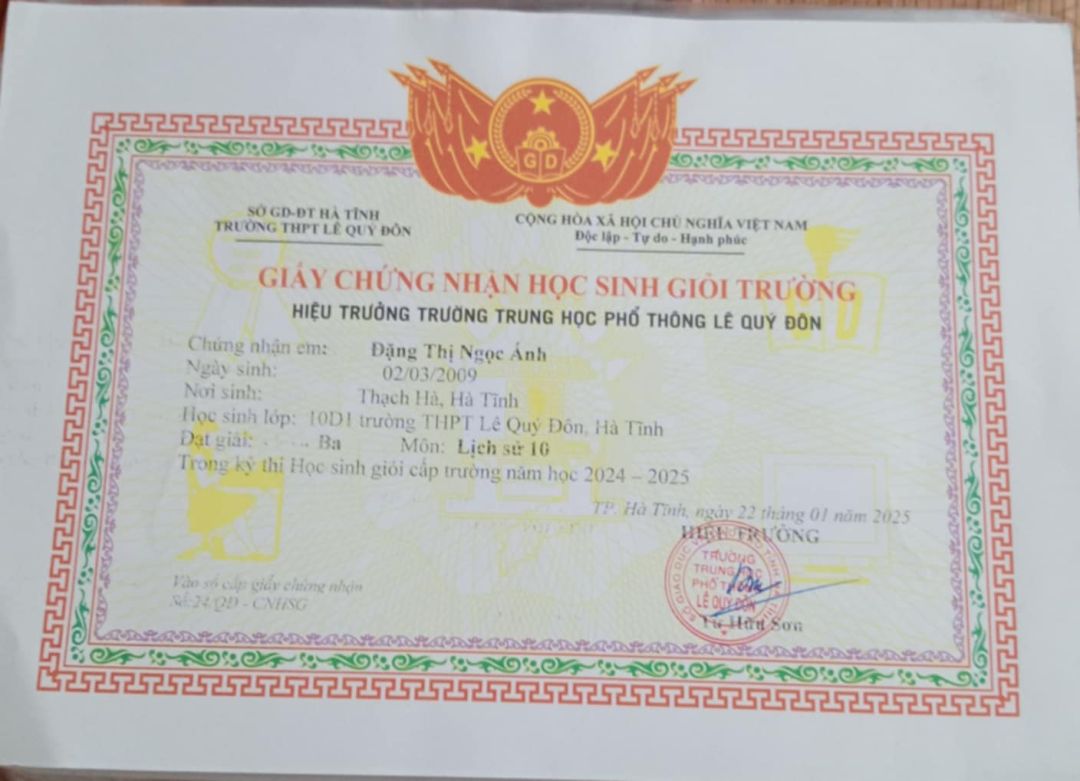 GD
SỞ GD-ĐT HÀ TĨNH
TRƯỜNG THPT LÊ QUÝ ĐÔN
CỘNG HÒA XÃ HỘI CHỦ NGHĨA VIỆT NAM
Độc lập - Tự do - Hạnh phúc
GIẤY CHỨNG NHẬN HỌC SINH GIỎI TRƯỜNG
HIỆU TRƯỞNG TRƯỜNG TRUNG HỌC PHỔ THÔNG LÊ QUÝ ĐÔN
Chứng nhận em: Đặng Thị Ngọc Ánh
Ngày sinh: 02/03/2009
Nơi sinh: Thạch Hà, Hà Tĩnh
Học sinh lớp: 10D1 trường THPT Lê Quý Đôn, Hà Tĩnh
Đạt giải: Ba Môn: Lịch sử 10
Trong kỳ thi Học sinh giỏi cấp trường năm học 2024 – 2025
TP. Hà Tĩnh, ngày 22 tháng 01 năm 2025
HIỆU TRƯỞNG
TRƯỜNG
TRUNG HỌC
PHỔ THÔNG
LÊ QUÝ ĐÔN
Vào sổ cấp giấy chứng nhận
Số:24/QĐ - CNHSG
Hữu Sơn